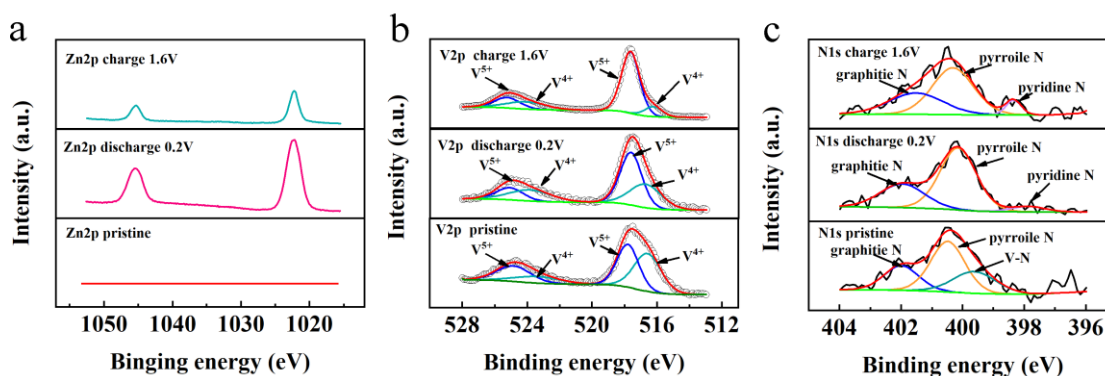 a
Zn2p charge 1.6V
Zn2p discharge 0.2V
Zn2p pristine
Intensity (a.u.)
1050 1040 1030 1020
Binging energy (eV)
b
V2p charge 1.6V
V5+
V4+
V5+
V4+
V2p discharge 0.2V
V5+
V4+
V5+
V4+
V2p pristine
V5+
V4+
V5+
V4+
Intensity (a.u.)
528 524 520 516 512
Binding energy (eV)
c
N1s charge 1.6V
pyrroile N
graphitie N
pyridine N
N1s discharge 0.2V
pyrroile N
graphitie N
pyridine N
N1s pristine
pyrroile N
graphitie N
V-N
Intensity (a.u.)
404 402 400 398 396
Binding energy (eV)